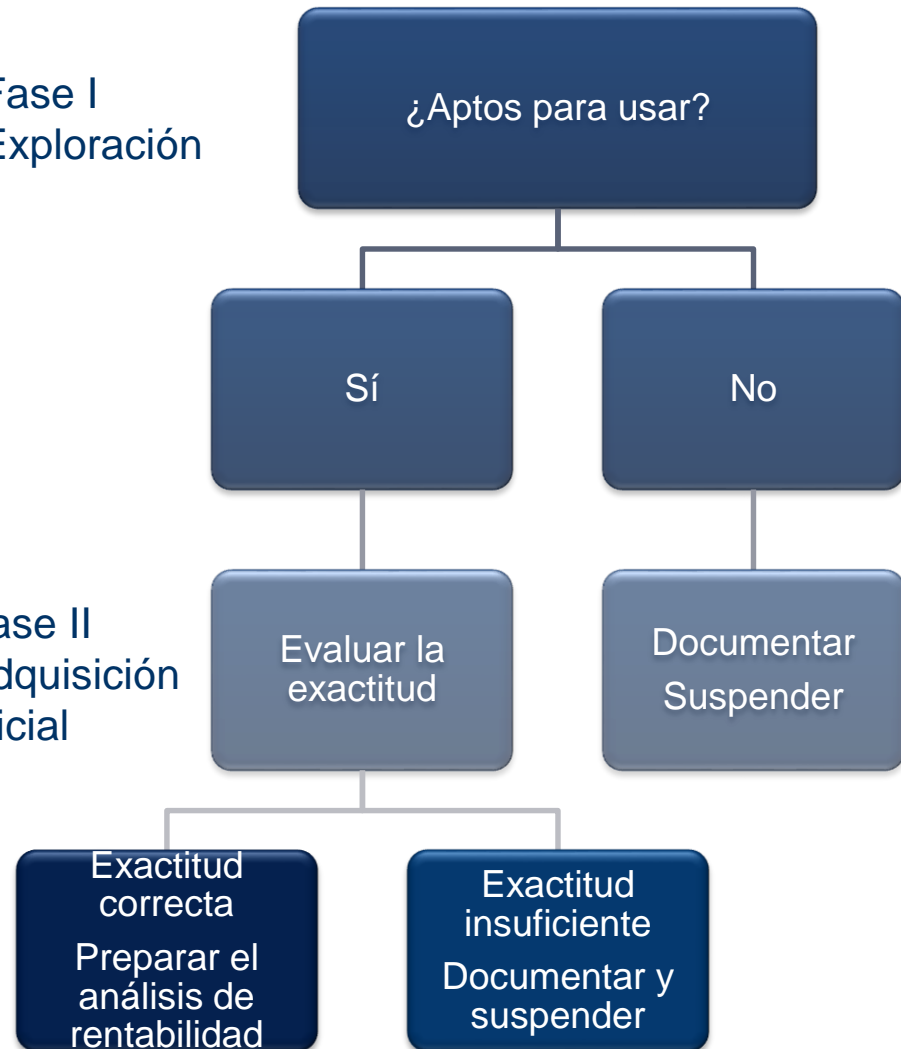 Fase I
Exploración
¿Aptos para usar?
Sí
No
ase II
dquisición
icial
Evaluar la
exactitud
Documentar
Suspender
Exactitud
correcta
Preparar el
análisis de
rentabilidad
Exactitud
insuficiente
Documentar y
suspender